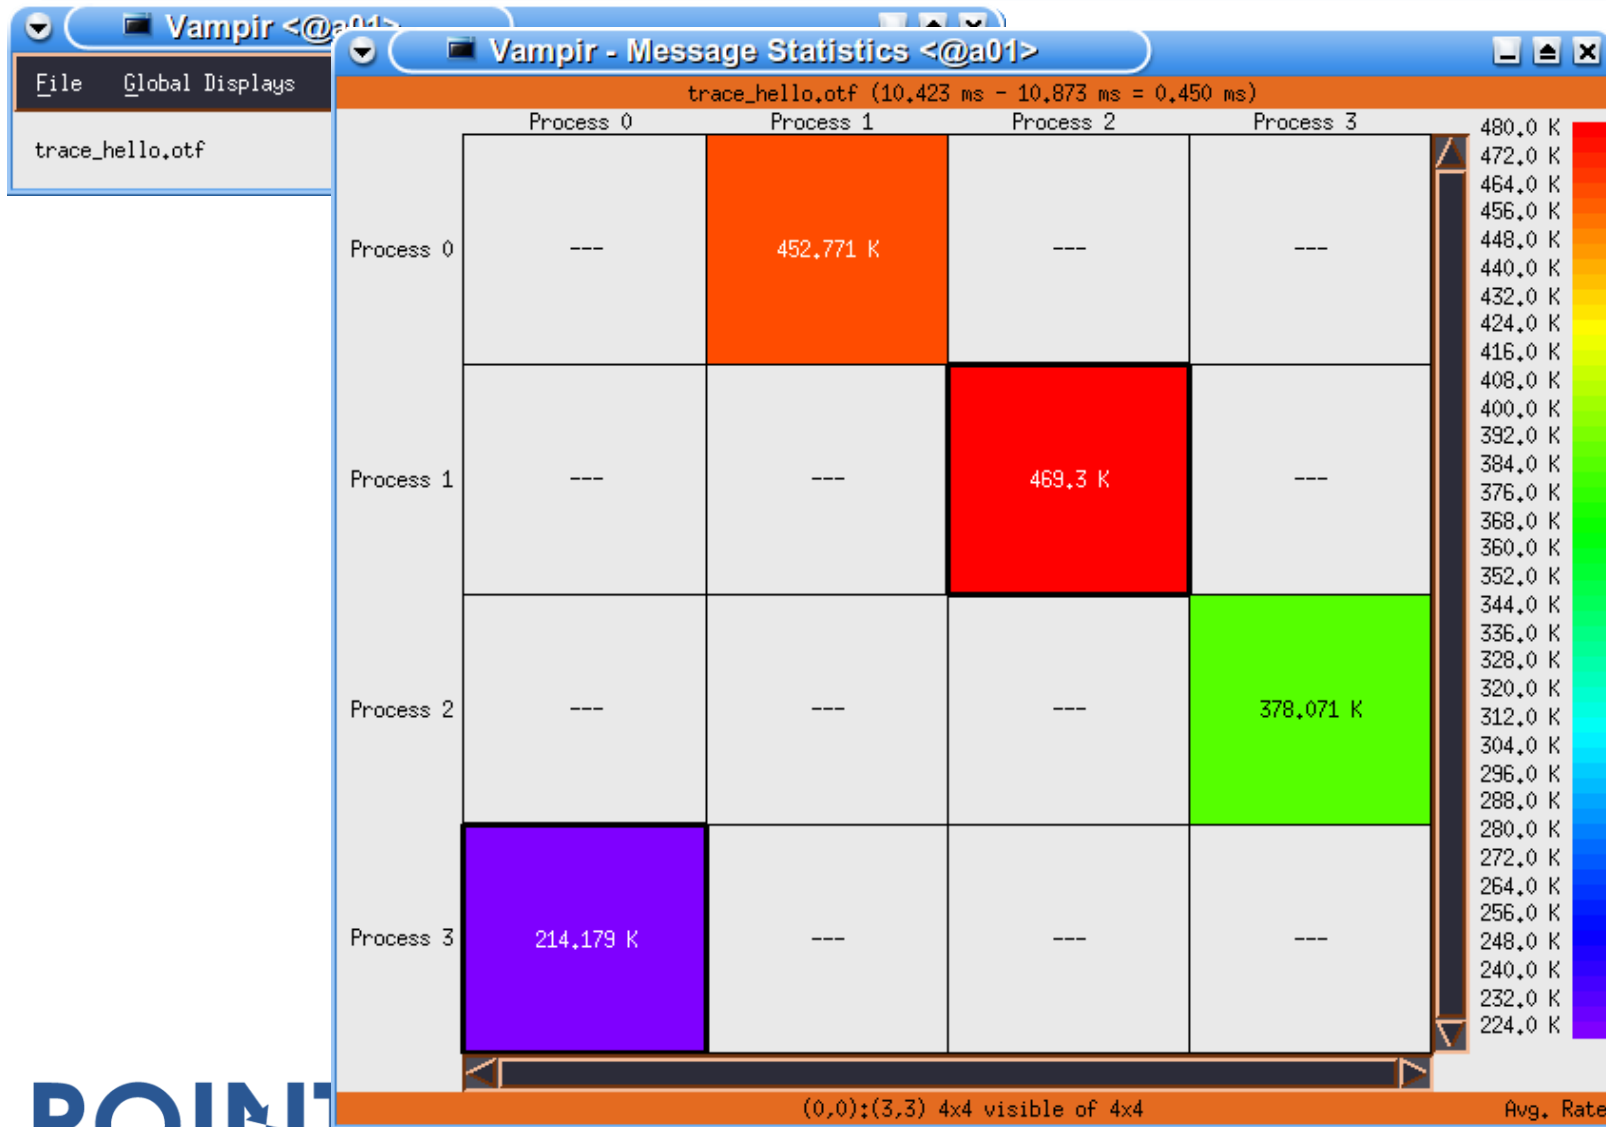 Vampir <@a01>
Vampir - Message Statistics <@a01>
File Global Displays
trace_hello.otf
trace_hello.otf (10.423 ms - 10.873 ms = 0.450 ms)
Process 0 Process 1 Process 2 Process 3
Process 0 --- 452.771 K --- ---
Process 1 --- --- 469.3 K ---
Process 2 --- --- --- 378.071 K
Process 3 214.179 K --- --- ---
480.0 K
472.0 K
464.0 K
456.0 K
448.0 K
440.0 K
432.0 K
424.0 K
416.0 K
408.0 K
400.0 K
392.0 K
384.0 K
376.0 K
368.0 K
360.0 K
352.0 K
344.0 K
336.0 K
328.0 K
320.0 K
312.0 K
304.0 K
296.0 K
288.0 K
280.0 K
272.0 K
264.0 K
256.0 K
248.0 K
240.0 K
232.0 K
224.0 K
(0,0):(3,3) 4x4 visible of 4x4
Avg. Rate
POINT